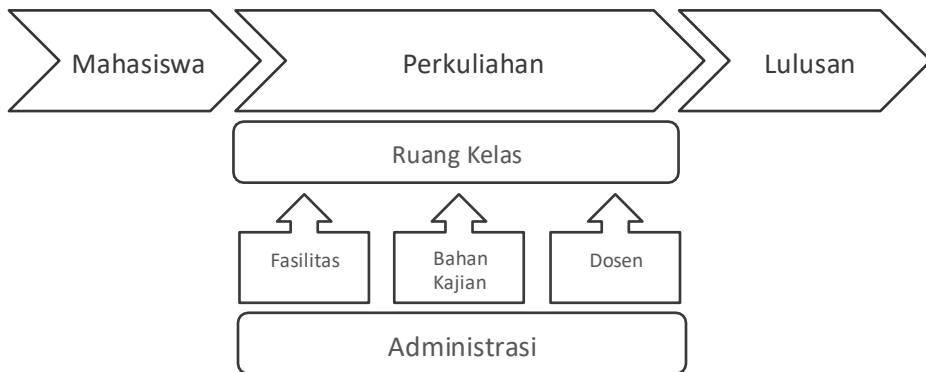 Mahasiswa
Perkuliahan
Lulusan
Ruang Kelas
Fasilitas
Bahan
Kajian
Dosen
Administrasi